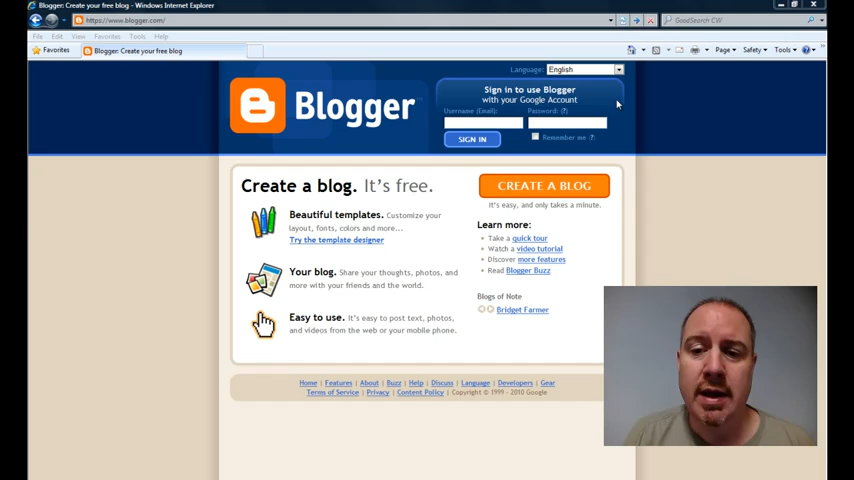 Blogger: Create your free blog - Windows Internet Explorer
https://www.blogger.com/
GoodSearch CW
File Edit View Favorites Tools Help
Favorites Blogger: Create your free blog Page Safety Tools
Language: English
Blogger
Sign in to use Blogger
with your Google Account
Username (Email): Password: (?)
SIGN IN Remember me (?)
Create a blog. It's free.
CREATE A BLOG
It's easy, and only takes a minute.
Beautiful templates. Customize your
layout, fonts, colors and more...
Try the template designer
Your blog. Share your thoughts, photos, and
more with your friends and the world.
Easy to use. It's easy to post text, photos,
and videos from the web or your mobile phone.
Learn more:
Take a quick tour
Watch a video tutorial
Discover more features
Read Blogger Buzz
Blogs of Note
Bridget Farmer
Home | Features | About | Buzz | Help | Discuss | Language | Developers | Gear
Terms of Service | Privacy | Content Policy | Copyright © 1999 - 2010 Google